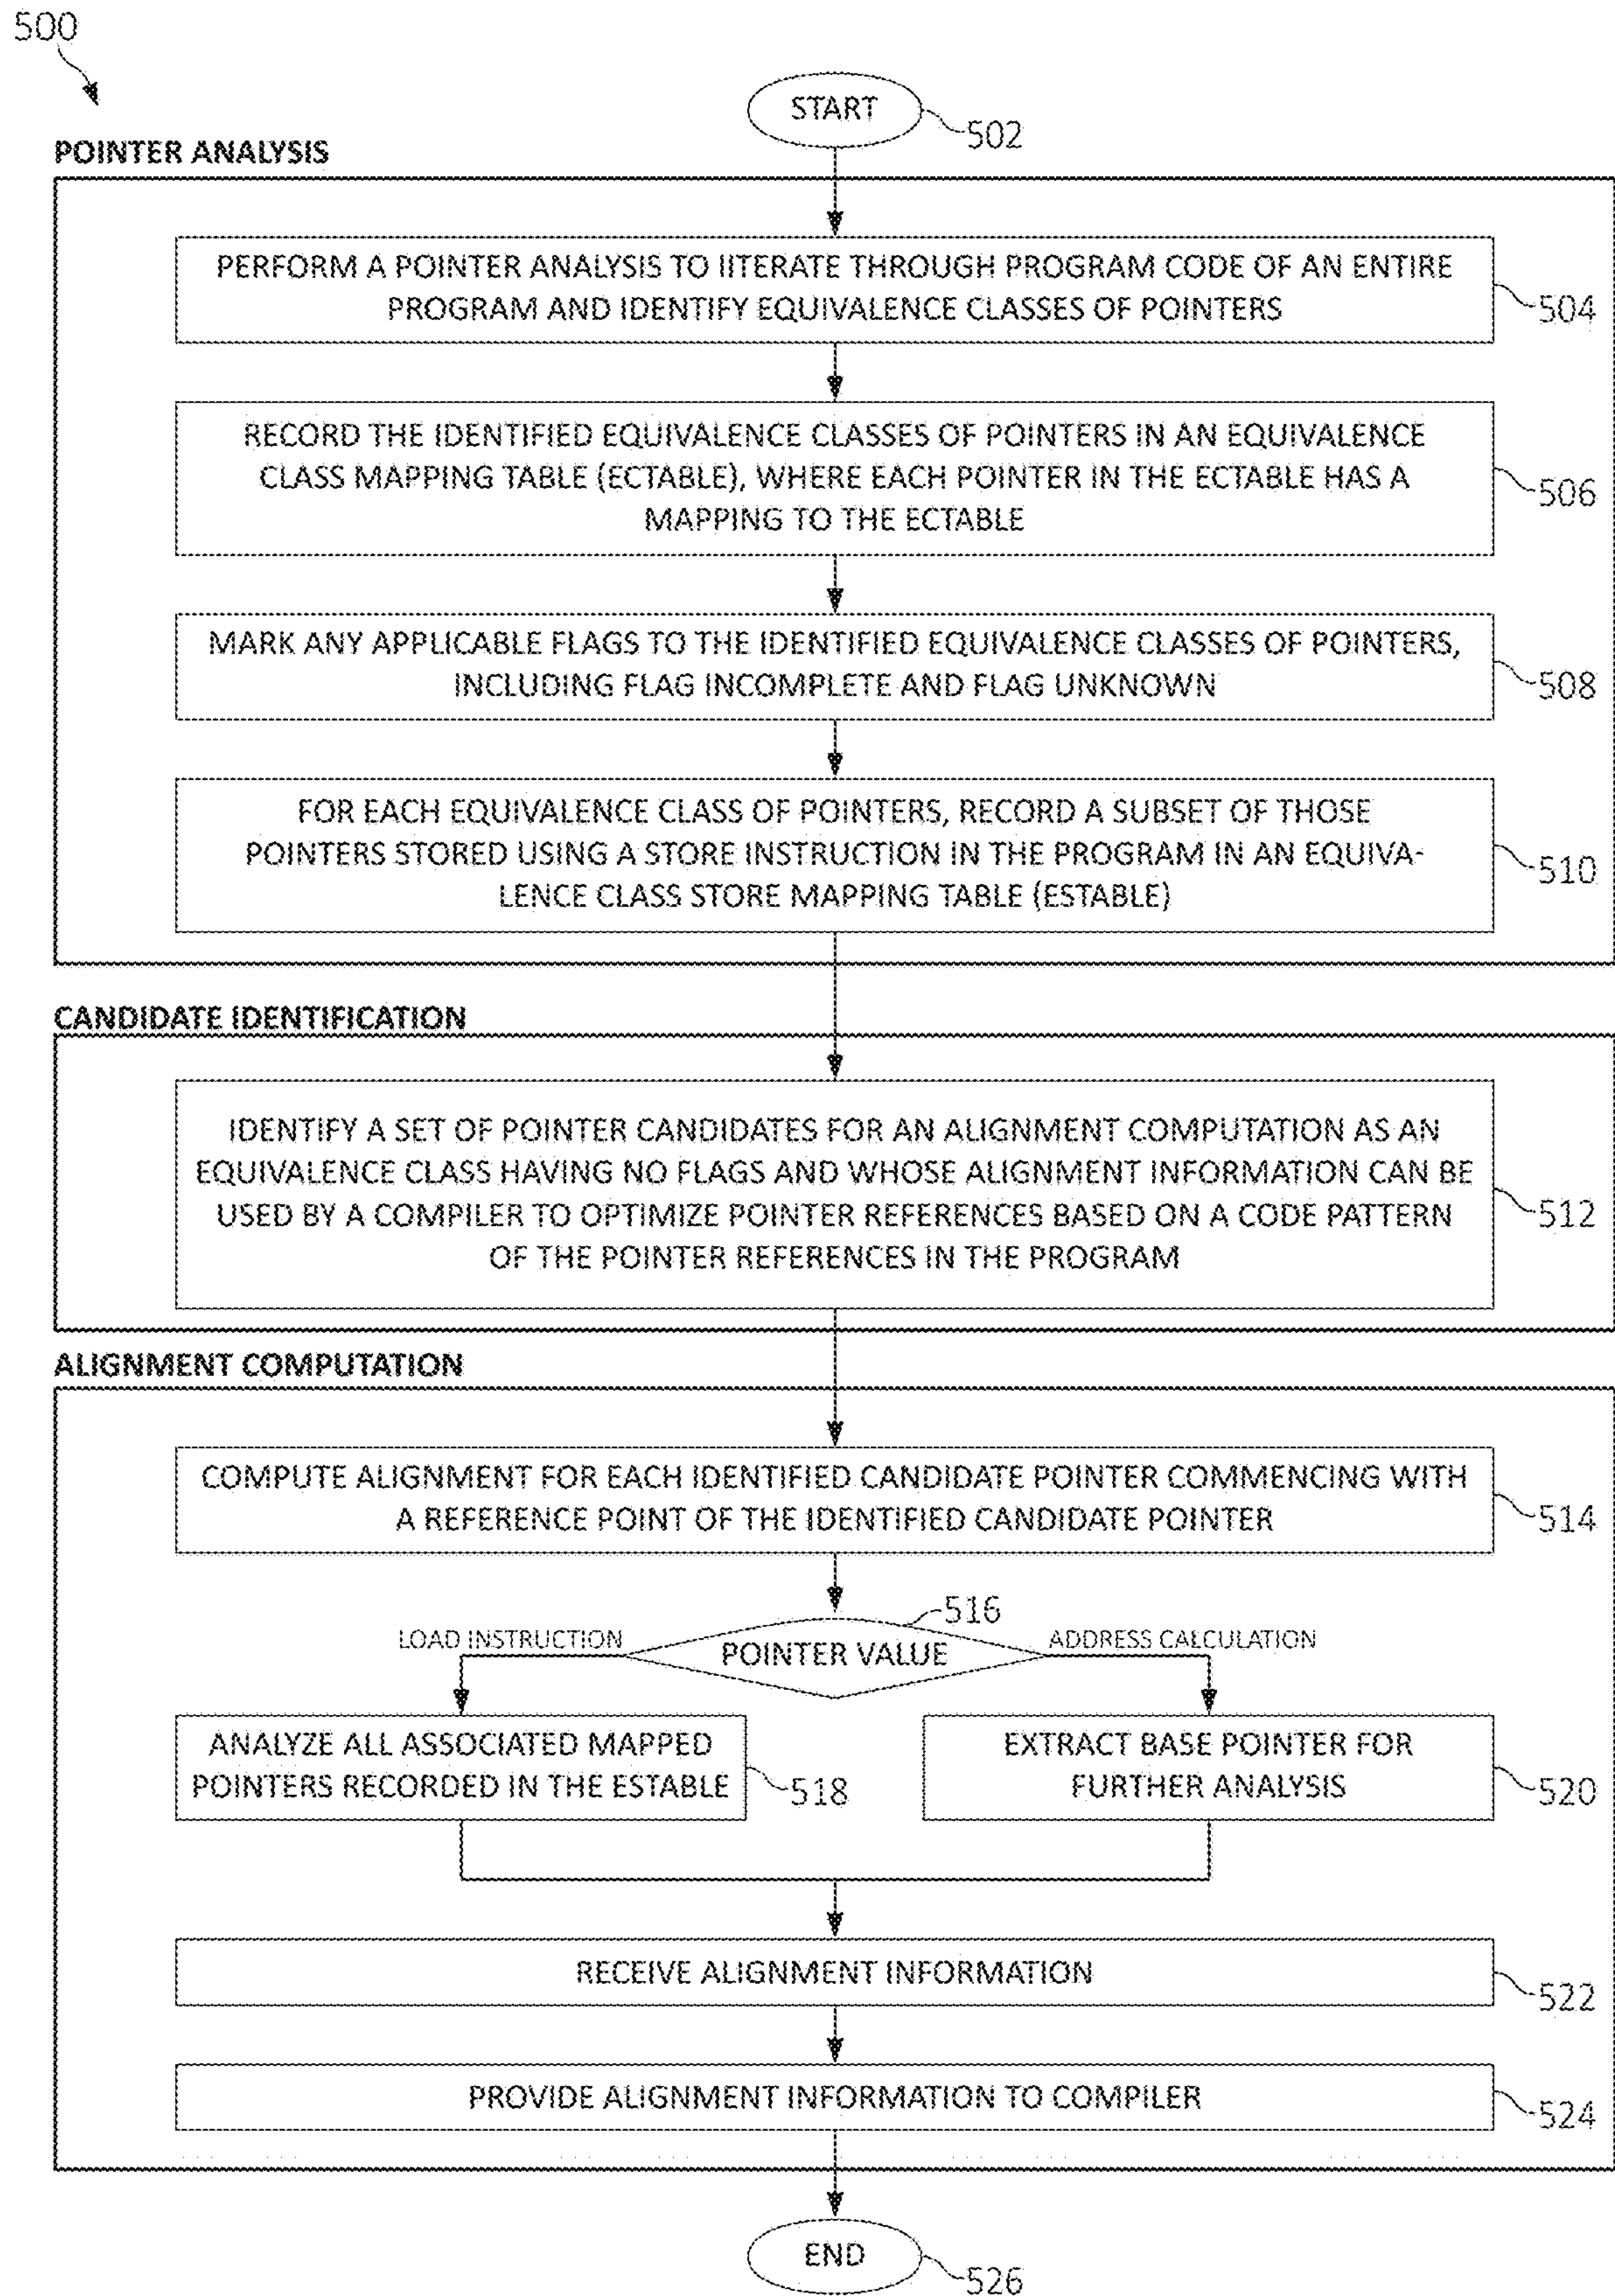 500
START
502
POINTER ANALYSIS
PERFORM A POINTER ANALYSIS TO IITERATE THROUGH PROGRAM CODE OF AN ENTIRE
PROGRAM AND IDENTIFY EQUIVALENCE CLASSES OF POINTERS
504
RECORD THE IDENTIFIED EQUIVALENCE CLASSES OF POINTERS IN AN EQUIVALENCE
CLASS MAPPING TABLE (ECTABLE), WHERE EACH POINTER IN THE ECTABLE HAS A
MAPPING TO THE ECTABLE
506
MARK ANY APPLICABLE FLAGS TO THE IDENTIFIED EQUIVALENCE CLASSES OF POINTERS,
INCLUDING FLAG INCOMPLETE AND FLAG UNKNOWN
508
FOR EACH EQUIVALENCE CLASS OF POINTERS, RECORD A SUBSET OF THOSE
POINTERS STORED USING A STORE INSTRUCTION IN THE PROGRAM IN AN EQUIVA-
LENCE CLASS STORE MAPPING TABLE (ESTABLE)
510
CANDIDATE IDENTIFICATION
IDENTIFY A SET OF POINTER CANDIDATES FOR AN ALIGNMENT COMPUTATION AS AN
EQUIVALENCE CLASS HAVING NO FLAGS AND WHOSE ALIGNMENT INFORMATION CAN BE
USED BY A COMPILER TO OPTIMIZE POINTER REFERENCES BASED ON A CODE PATTERN
OF THE POINTER REFERENCES IN THE PROGRAM
512
ALIGNMENT COMPUTATION
COMPUTE ALIGNMENT FOR EACH IDENTIFIED CANDIDATE POINTER COMMENCING WITH
A REFERENCE POINT OF THE IDENTIFIED CANDIDATE POINTER
514
516
LOAD INSTRUCTION
POINTER VALUE
ADDRESS CALCULATION
ANALYZE ALL ASSOCIATED MAPPED
POINTERS RECORDED IN THE ESTABLE
518
EXTRACT BASE POINTER FOR
FURTHER ANALYSIS
520
RECEIVE ALIGNMENT INFORMATION
522
PROVIDE ALIGNMENT INFORMATION TO COMPILER
524
END
526